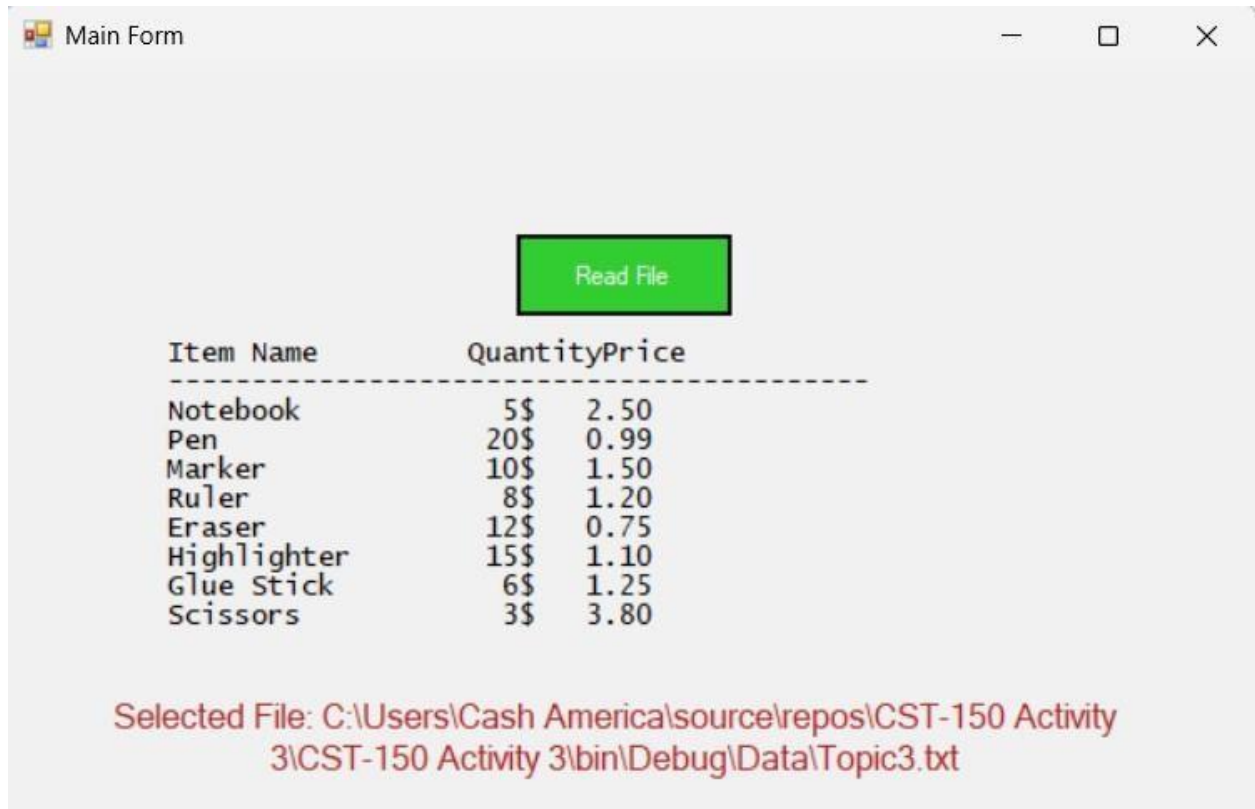 Main Form
Read File
Item Name         QuantityPrice
------------------------------------------
Notebook            5$   2.50
Pen                20$   0.99
Marker             10$   1.50
Ruler               8$   1.20
Eraser             12$   0.75
Highlighter        15$   1.10
Glue Stick          6$   1.25
Scissors            3$   3.80
Selected File: C:\Users\Cash America\source\repos\CST-150 Activity
3\CST-150 Activity 3\bin\Debug\Data\Topic3.txt